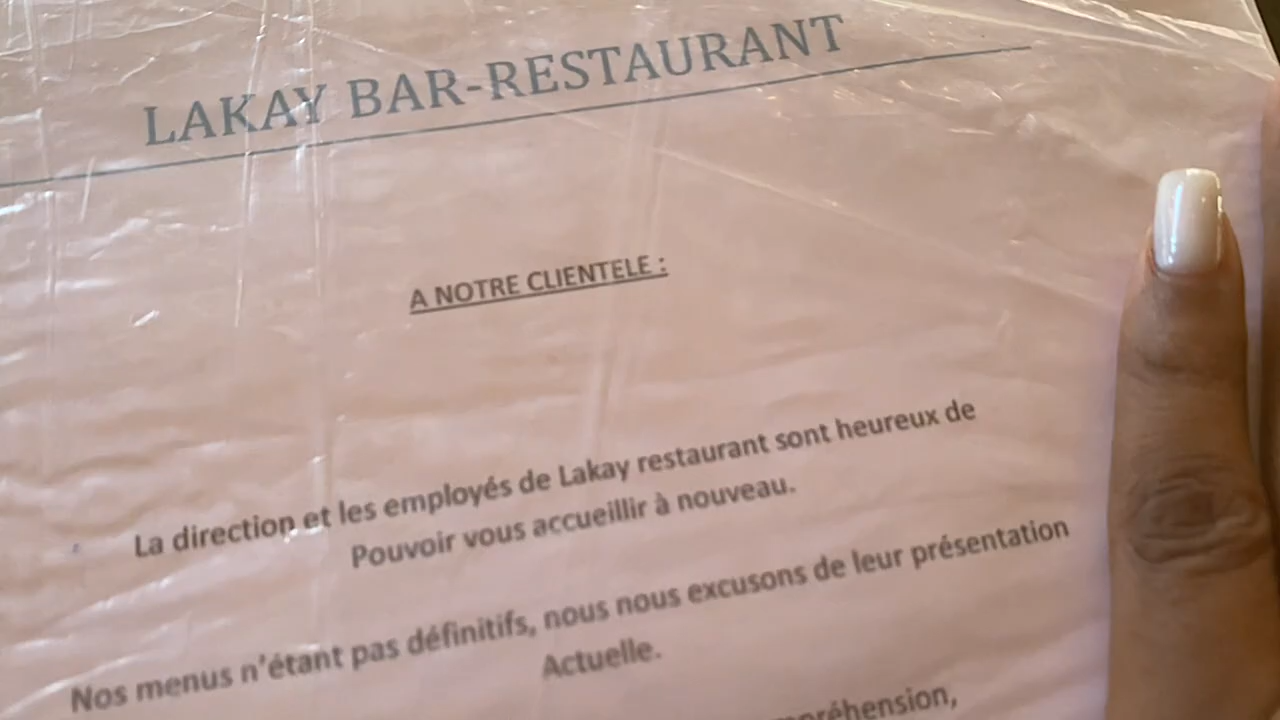 LAKAY BAR-RESTAURANT
A NOTRE CLIENTELE :
La direction et les employés de Lakay restaurant sont heureux de
Pouvoir vous accueillir à nouveau.
Nos menus n'étant pas définitifs, nous nous excusons de leur présentation
Actuelle.